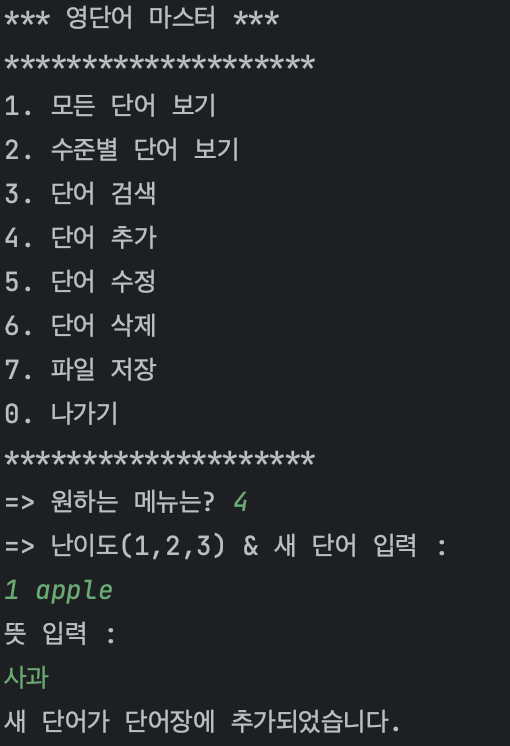 *** 영단어 마스터 ***
********************
1. 모든 단어 보기
2. 수준별 단어 보기
3. 단어 검색
4. 단어 추가
5. 단어 수정
6. 단어 삭제
7. 파일 저장
0. 나가기
********************
=> 원하는 메뉴는? 4
=> 난이도(1,2,3) & 새 단어 입력 :
1 apple
뜻 입력 :
사과
새 단어가 단어장에 추가되었습니다.